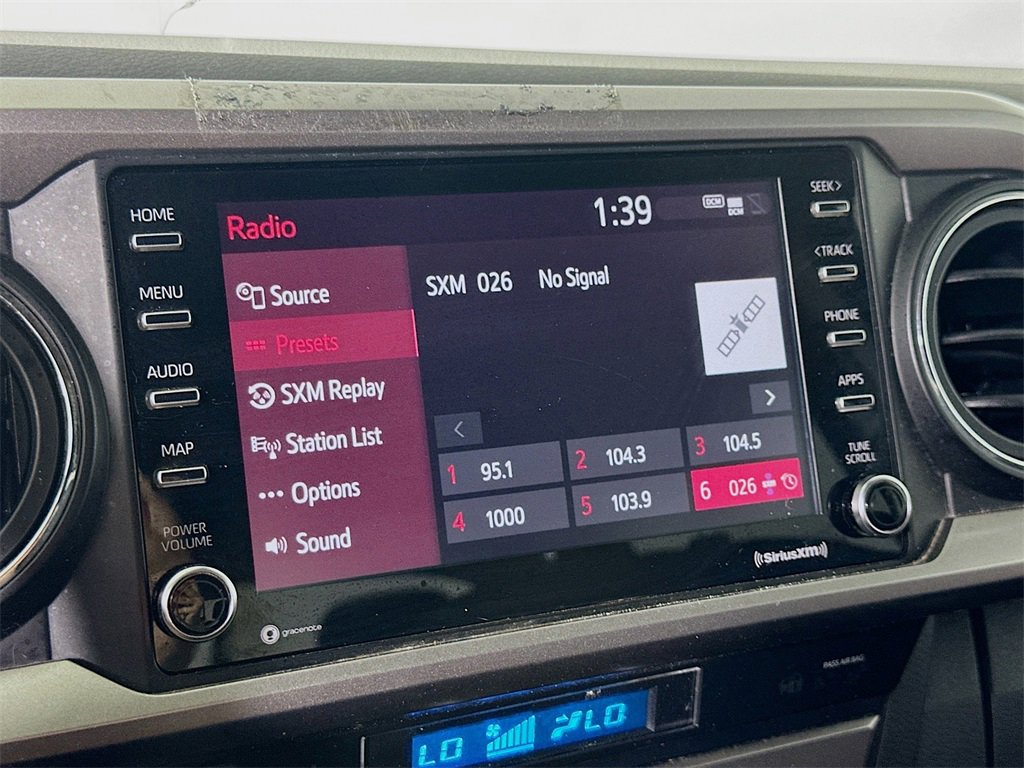 HOME
MENU
AUDIO
MAP
POWER
VOLUME
gracenote
Radio
1:39
DCM
DCM
Source
Presets
SXM Replay
Station List
Options
Sound
SXM 026 No Signal
1 95.1
2 104.3
3 104.5
4 1000
5 103.9
6 026
SEEK>
<TRACK
PHONE
APPS
TUNE
SCROLL
((SiriusXM))
PASS AIR BAG
LO
LO